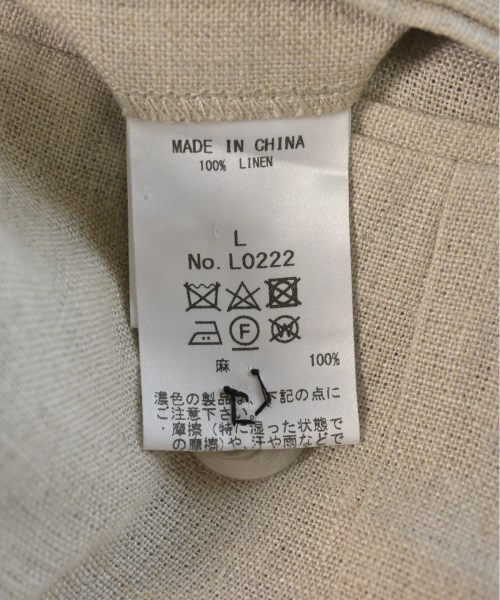 MADE IN CHINA
100% LINEN
L
No. L0222
F
W
麻 100%
濃色の製品は、下記の点に
ご注意下さい。
・摩擦(特に湿った状態で
の摩擦)や、汗や雨などで